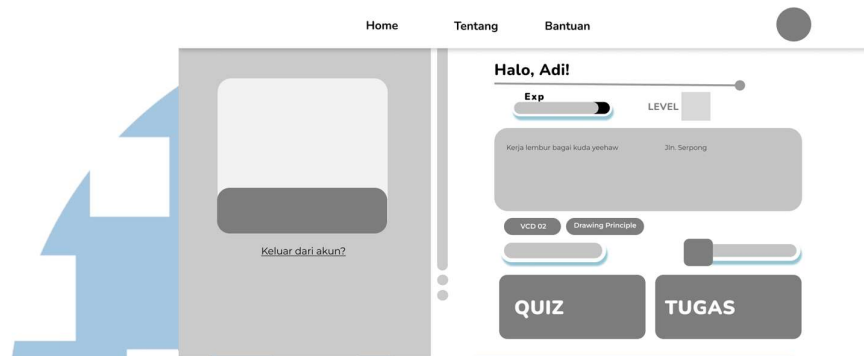 Home Tentang Bantuan
Halo, Adi!
Exp
LEVEL
Kerja lembur bagai kuda yeehaw Jln. Serpong
VCD 02 Drawing Principle
Keluar dari akun?
QUIZ TUGAS